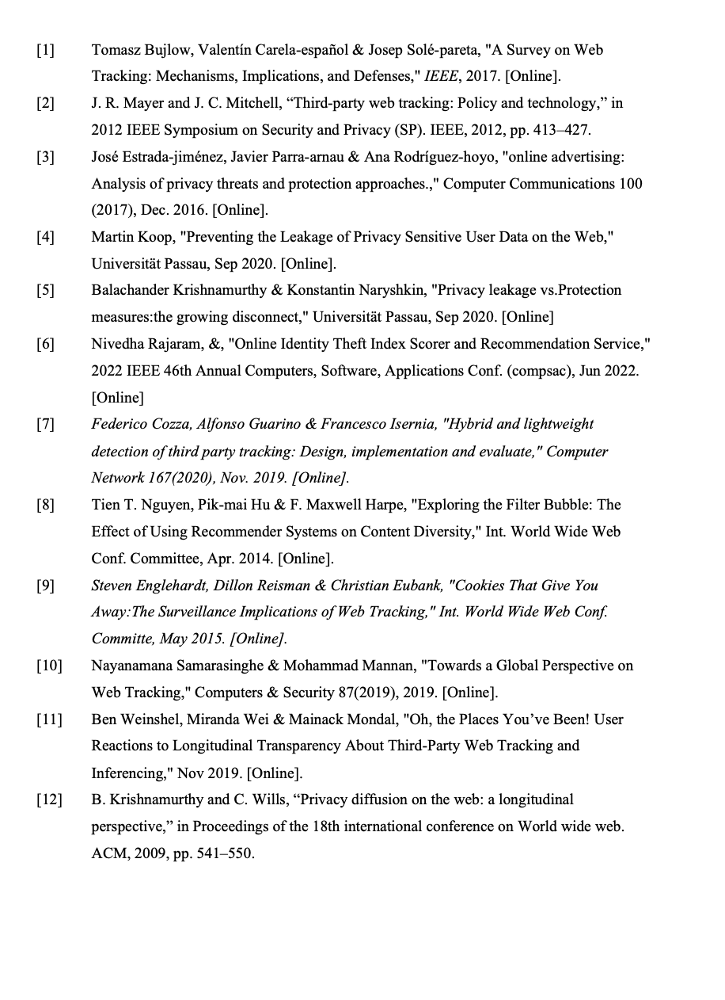 [1] Tomasz Bujlow, Valentín Carela-español & Josep Solé-pareta, "A Survey on Web
Tracking: Mechanisms, Implications, and Defenses," IEEE, 2017. [Online].
[2] J. R. Mayer and J. C. Mitchell, “Third-party web tracking: Policy and technology,” in
2012 IEEE Symposium on Security and Privacy (SP). IEEE, 2012, pp. 413–427.
[3] José Estrada-jiménez, Javier Parra-arnau & Ana Rodríguez-hoyo, "online advertising:
Analysis of privacy threats and protection approaches.," Computer Communications 100
(2017), Dec. 2016. [Online].
[4] Martin Koop, "Preventing the Leakage of Privacy Sensitive User Data on the Web,"
Universität Passau, Sep 2020. [Online].
[5] Balachander Krishnamurthy & Konstantin Naryshkin, "Privacy leakage vs.Protection
measures:the growing disconnect," Universität Passau, Sep 2020. [Online]
[6] Nivedha Rajaram, &, "Online Identity Theft Index Scorer and Recommendation Service,"
2022 IEEE 46th Annual Computers, Software, Applications Conf. (compsac), Jun 2022.
[Online]
[7] Federico Cozza, Alfonso Guarino & Francesco Isernia, "Hybrid and lightweight
detection of third party tracking: Design, implementation and evaluate," Computer
Network 167(2020), Nov. 2019. [Online].
[8] Tien T. Nguyen, Pik-mai Hu & F. Maxwell Harpe, "Exploring the Filter Bubble: The
Effect of Using Recommender Systems on Content Diversity," Int. World Wide Web
Conf. Committee, Apr. 2014. [Online].
[9] Steven Englehardt, Dillon Reisman & Christian Eubank, "Cookies That Give You
Away:The Surveillance Implications of Web Tracking," Int. World Wide Web Conf.
Committe, May 2015. [Online].
[10] Nayanamana Samarasinghe & Mohammad Mannan, "Towards a Global Perspective on
Web Tracking," Computers & Security 87(2019), 2019. [Online].
[11] Ben Weinshel, Miranda Wei & Mainack Mondal, "Oh, the Places You’ve Been! User
Reactions to Longitudinal Transparency About Third-Party Web Tracking and
Inferencing," Nov 2019. [Online].
[12] B. Krishnamurthy and C. Wills, “Privacy diffusion on the web: a longitudinal
perspective,” in Proceedings of the 18th international conference on World wide web.
ACM, 2009, pp. 541–550.